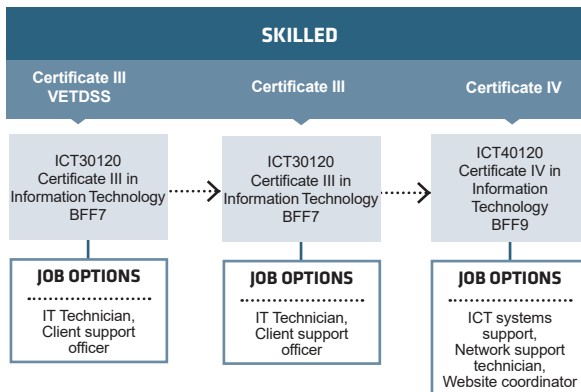 SKILLED
Certificate III
VETDSS
Certificate III
Certificate IV
ICT30120
Certificate III in
Information Technology
BFF7
ICT30120
Certificate III in
Information Technology
BFF7
ICT40120
Certificate IV in
Information
Technology
BFF9
JOB OPTIONS
IT Technician,
Client support
officer
JOB OPTIONS
IT Technician,
Client support
officer
JOB OPTIONS
ICT systems
support,
Network support
technician,
Website coordinator